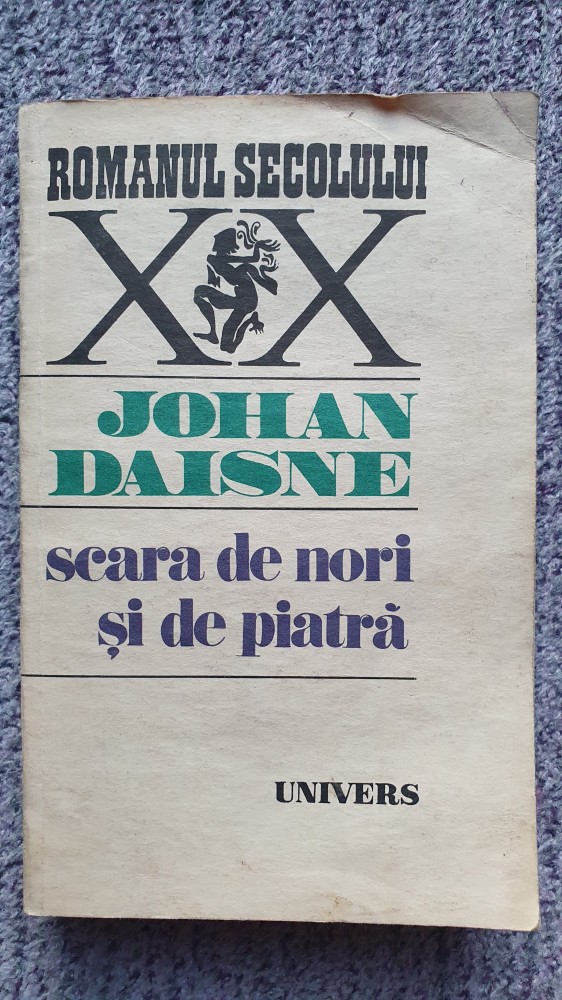 ROMANUL SECOLULUI
XX
JOHAN
DAISNE
scara de nori
și de piatră
UNIVERS